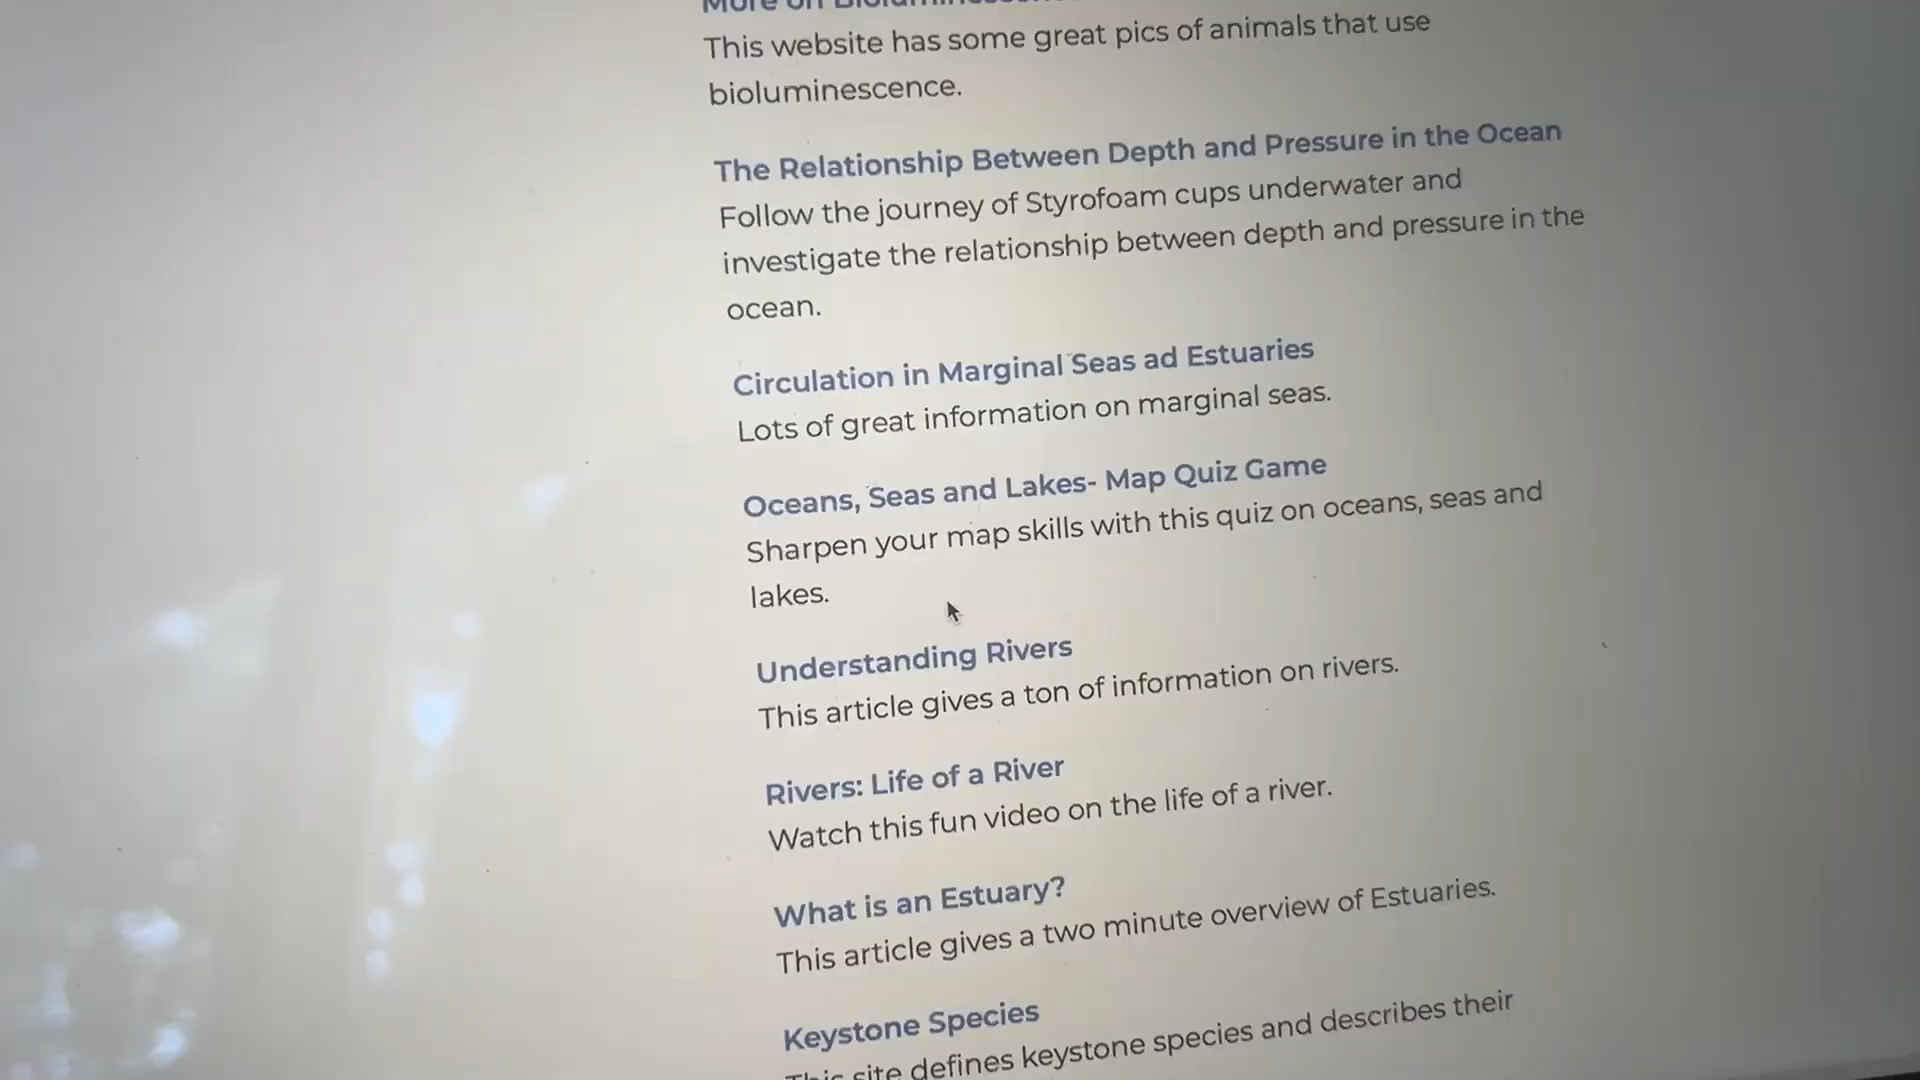 More on
This website has some great pics of animals that use
bioluminescence.
The Relationship Between Depth and Pressure in the Ocean
Follow the journey of Styrofoam cups underwater and
investigate the relationship between depth and pressure in the
ocean.
Circulation in Marginal Seas ad Estuaries
Lots of great information on marginal seas.
Oceans, Seas and Lakes- Map Quiz Game
Sharpen your map skills with this quiz on oceans, seas and
lakes.
Understanding Rivers
This article gives a ton of information on rivers.
Rivers: Life of a River
Watch this fun video on the life of a river.
What is an Estuary?
This article gives a two minute overview of Estuaries.
Keystone Species
This site defines keystone species and describes their